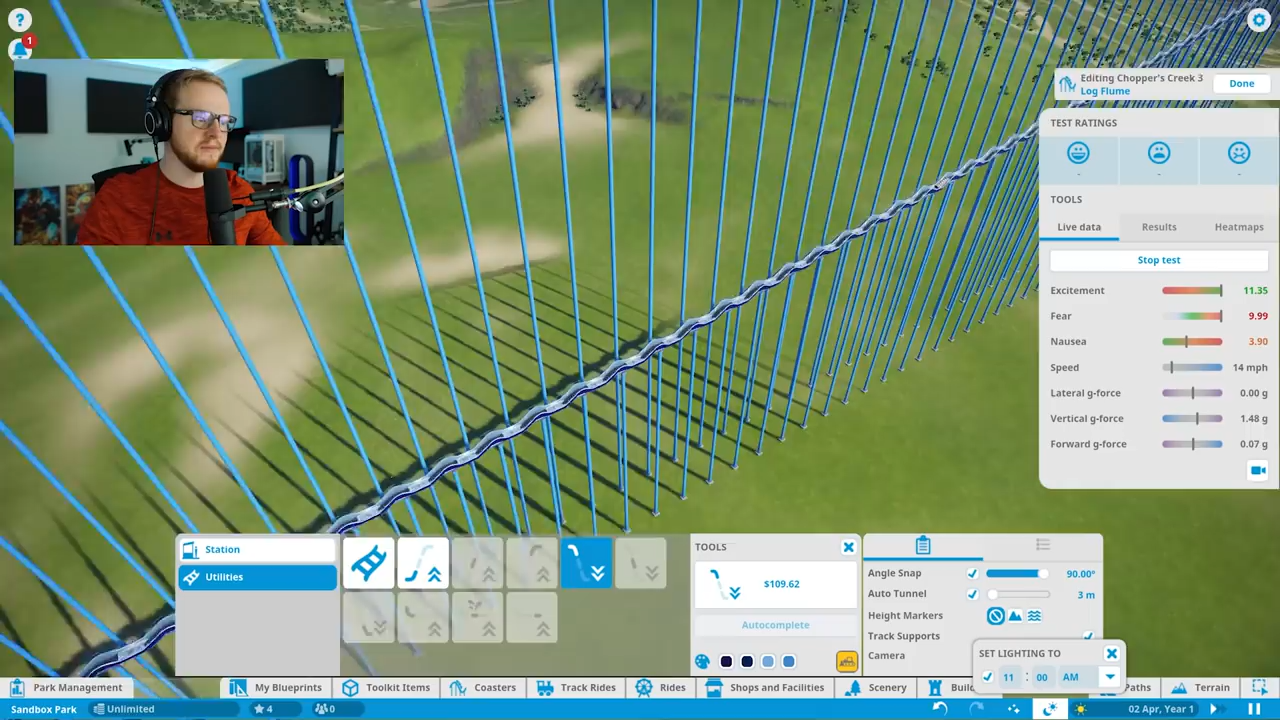 ?
1
Editing Chopper's Creek 3
Log Flume
Done
TEST RATINGS
- - -
TOOLS
Live data Results Heatmaps
Stop test
Excitement 11.35
Fear 9.99
Nausea 3.90
Speed 14 mph
Lateral g-force 0.00 g
Vertical g-force 1.48 g
Forward g-force 0.07 g
Station
Utilities
TOOLS
$109.62
Autocomplete
Angle Snap 90.00°
Auto Tunnel 3 m
Height Markers
Track Supports
Camera
SET LIGHTING TO
11 : 00 AM
Park Management My Blueprints Toolkit Items Coasters Track Rides Rides Shops and Facilities Scenery Buil Paths Terrain
Sandbox Park Unlimited 4 0 02 Apr, Year 1